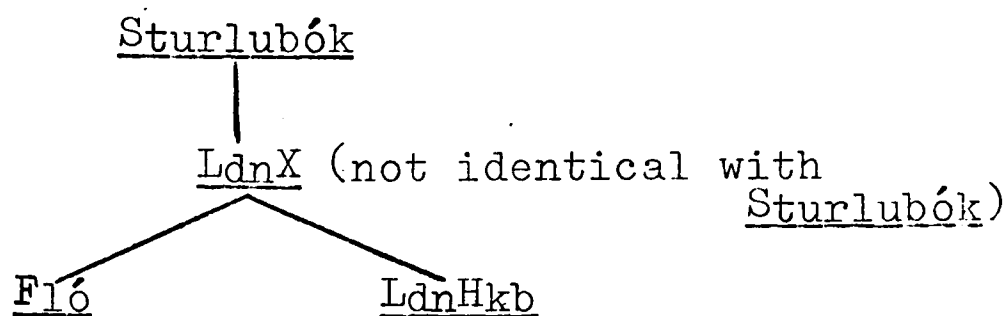 Sturlubók
LdnX (not identical with
Sturlubók)
Fló LdnHkb